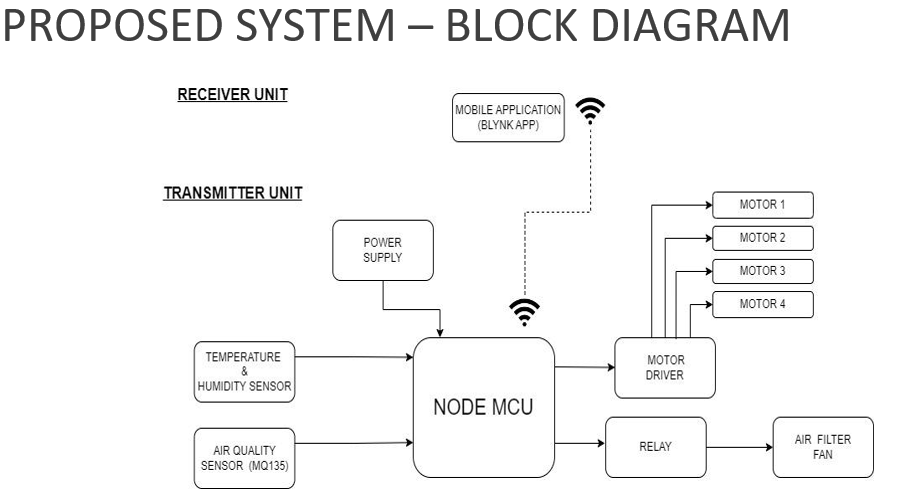 PROPOSED SYSTEM – BLOCK DIAGRAM
RECEIVER UNIT
MOBILE APPLICATION
(BLYNK APP)
TRANSMITTER UNIT
POWER
SUPPLY
MOTOR 1
MOTOR 2
MOTOR 3
MOTOR 4
TEMPERATURE
&
HUMIDITY SENSOR
NODE MCU
MOTOR
DRIVER
AIR QUALITY
SENSOR (MQ135)
RELAY
AIR FILTER
FAN